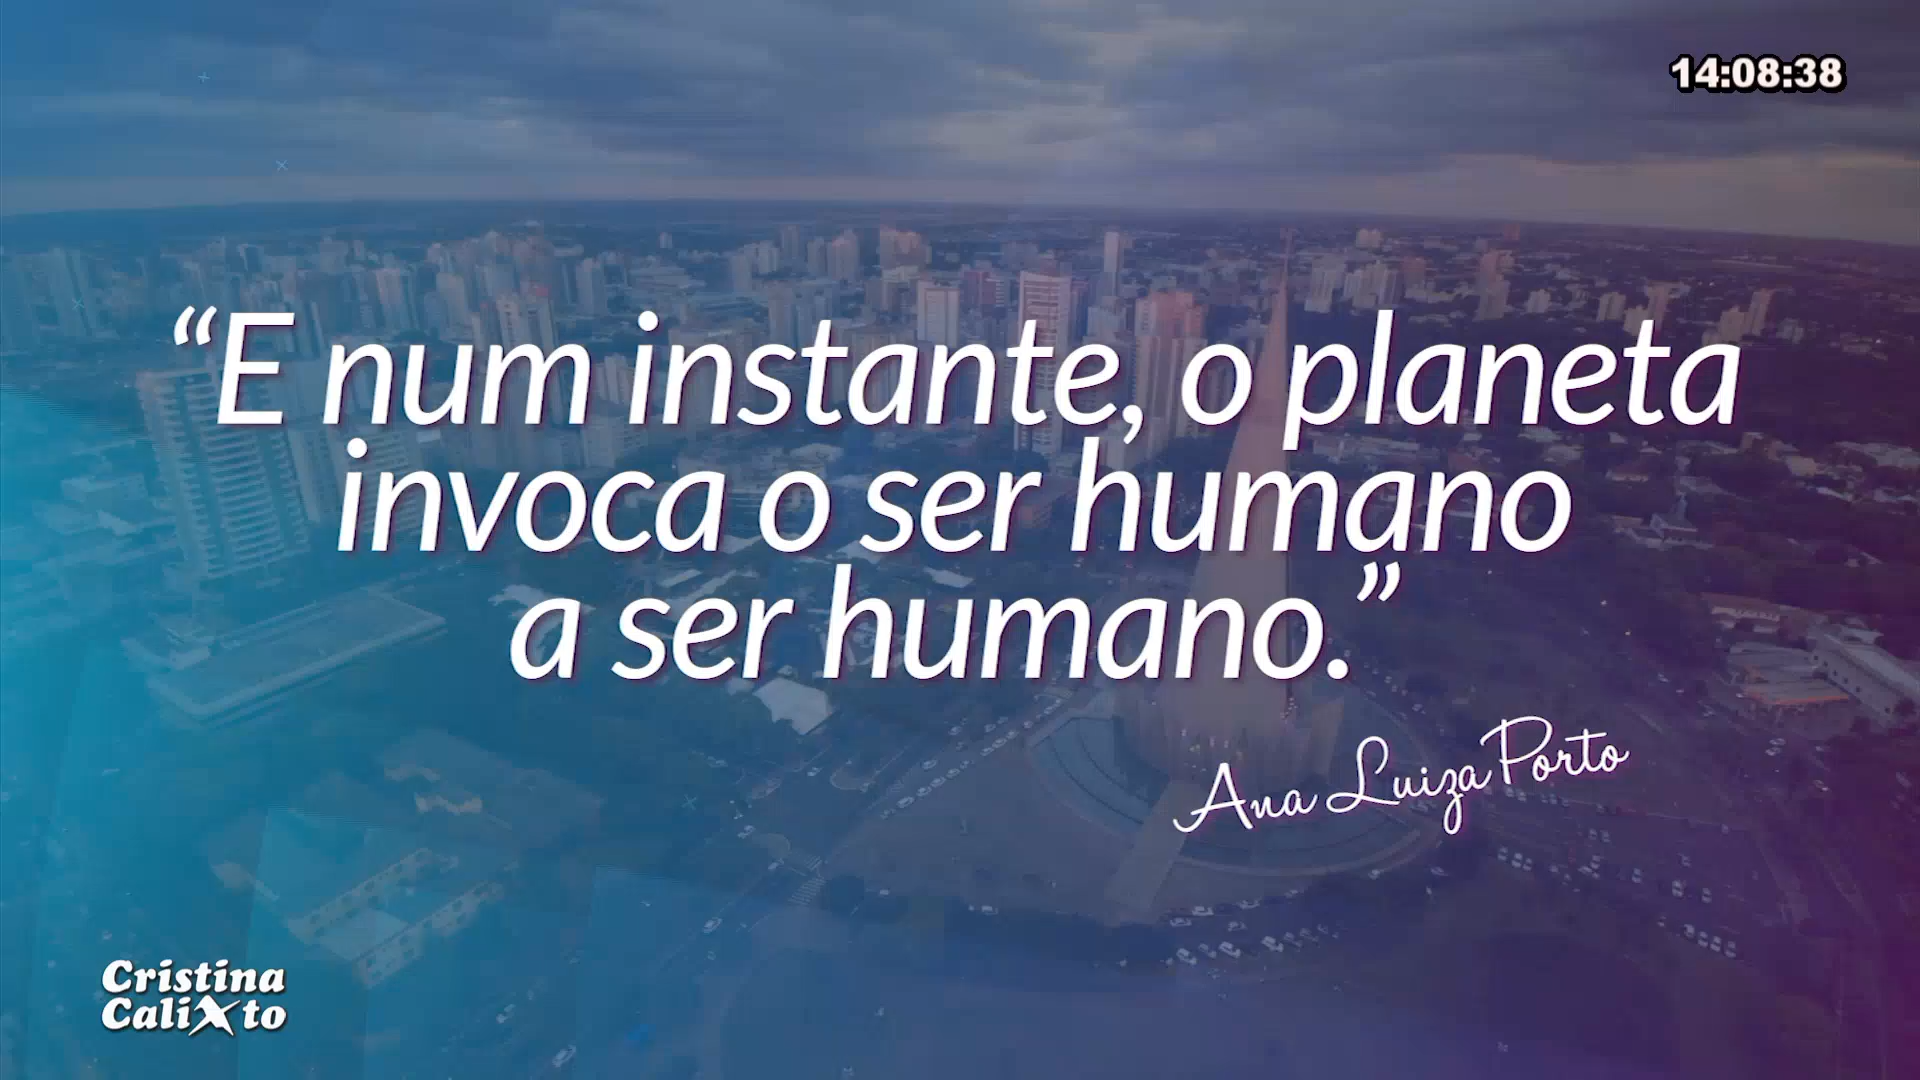 14:08:38
“E num instante, o planeta
invoca o ser humano
a ser humano.”
Ana Luiza Porto
Cristina
Calixto